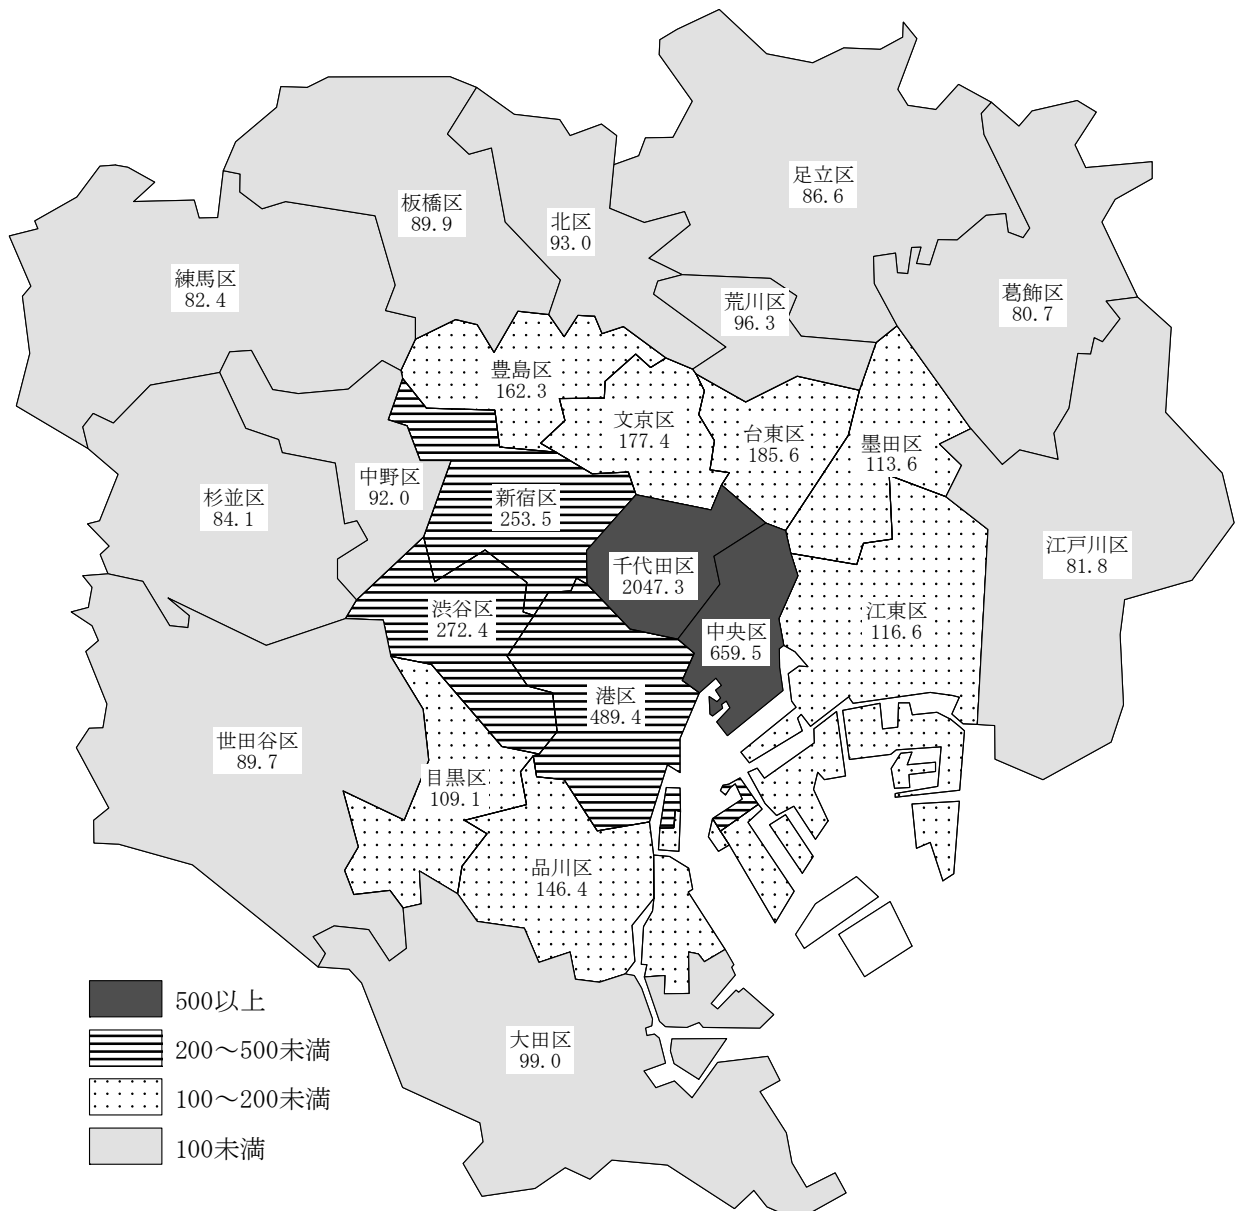 足立区
86.6
板橋区
89.9
北区
93.0
練馬区
82.4
荒川区
96.3
葛飾区
80.7
豊島区
162.3
文京区
177.4
台東区
185.6
墨田区
113.6
中野区
92.0
杉並区
84.1
新宿区
253.5
千代田区
2047.3
江戸川区
81.8
渋谷区
272.4
中央区
659.5
江東区
116.6
港区
489.4
世田谷区
89.7
目黒区
109.1
品川区
146.4
大田区
99.0
500以上
200～500未満
100～200未満
100未満